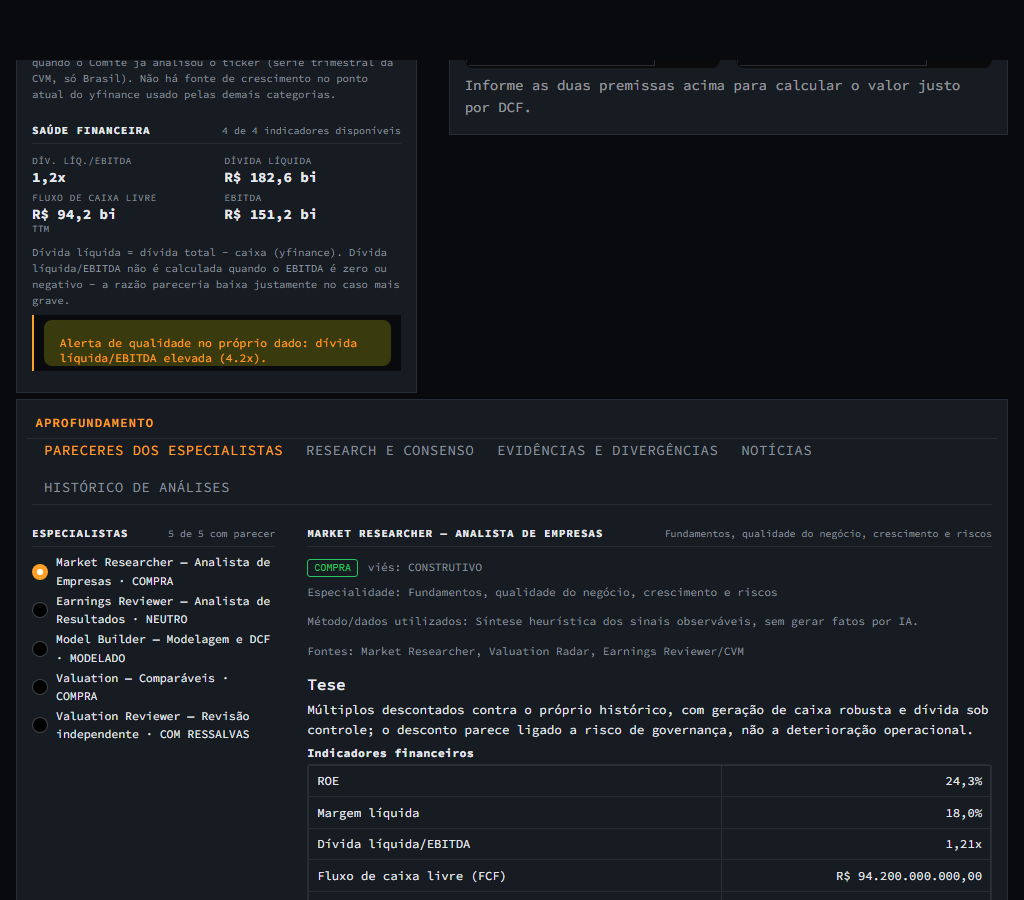 quando o Comitê já analisou o ticker (série trimestral da
CVM, só Brasil). Não há fonte de crescimento no ponto
atual do yfinance usado pelas demais categorias.
SAÚDE FINANCEIRA
4 de 4 indicadores disponíveis
DÍV. LÍQ./EBITDA
DÍVIDA LÍQUIDA
1,2x
R$ 182,6 bi
FLUXO DE CAIXA LIVRE
EBITDA
R$ 94,2 bi
R$ 151,2 bi
TTM
Dívida líquida = dívida total − caixa (yfinance). Dívida
líquida/EBITDA não é calculada quando o EBITDA é zero ou
negativo − a razão pareceria baixa justamente no caso mais
grave.
Alerta de qualidade no próprio dado: dívida
líquida/EBITDA elevada (4.2x).
Informe as duas premissas acima para calcular o valor justo
por DCF.
APROFUNDAMENTO
PARECERES DOS ESPECIALISTAS
RESEARCH E CONSENSO
EVIDÊNCIAS E DIVERGÊNCIAS
NOTÍCIAS
HISTÓRICO DE ANÁLISES
ESPECIALISTAS
5 de 5 com parecer
Market Researcher — Analista de
Empresas · COMPRA
Earnings Reviewer — Analista de
Resultados · NEUTRO
Model Builder — Modelagem e DCF
· MODELADO
Valuation — Comparáveis ·
COMPRA
Valuation Reviewer — Revisão
independente · COM RESSALVAS
MARKET RESEARCHER — ANALISTA DE EMPRESAS
Fundamentos, qualidade do negócio, crescimento e riscos
COMPRA
viés: CONSTRUTIVO
Especialidade: Fundamentos, qualidade do negócio, crescimento e riscos
Método/dados utilizados: Síntese heurística dos sinais observáveis, sem gerar fatos por IA.
Fontes: Market Researcher, Valuation Radar, Earnings Reviewer/CVM
Tese
Múltiplos descontados contra o próprio histórico, com geração de caixa robusta e dívida sob
controle; o desconto parece ligado a risco de governança, não a deterioração operacional.
Indicadores financeiros
ROE
24,3%
Margem líquida
18,0%
Dívida líquida/EBITDA
1,21x
Fluxo de caixa livre (FCF)
R$ 94.200.000.000,00